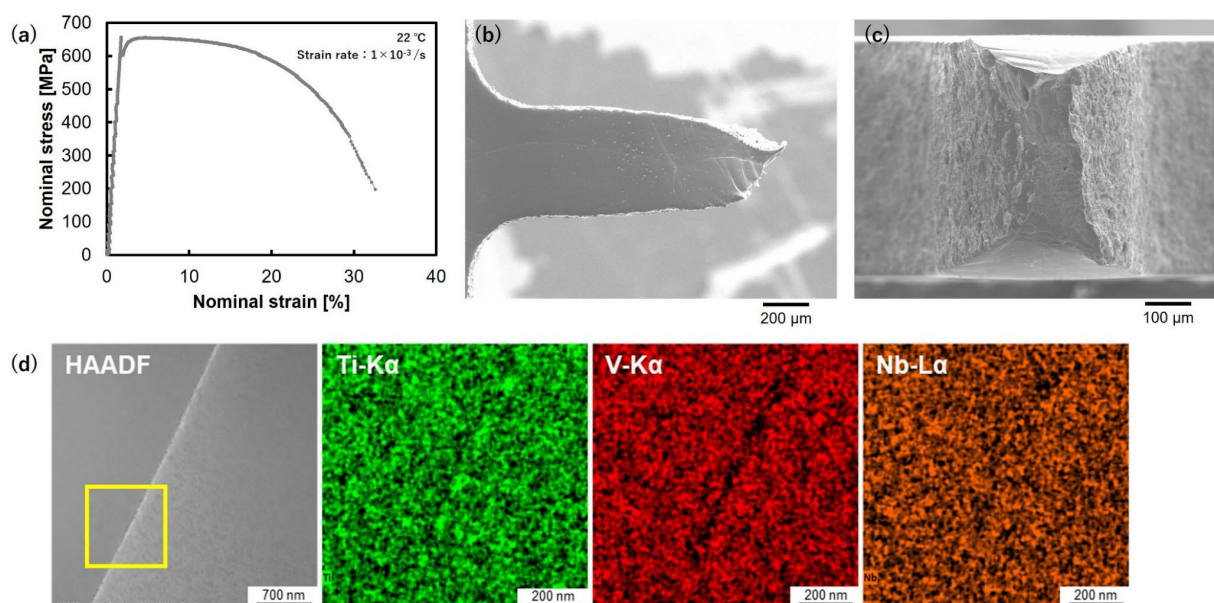 (a)
700
600
500
400
300
200
100
0
Nominal stress [MPa]
22 ℃
Strain rate：1×10⁻³/s
0
10
20
30
40
Nominal strain [%]
(b)
200 μm
(c)
100 μm
(d)
HAADF
700 nm
Ti-Kα
Ti
200 nm
V-Kα
200 nm
Nb-Lα
Nb
200 nm